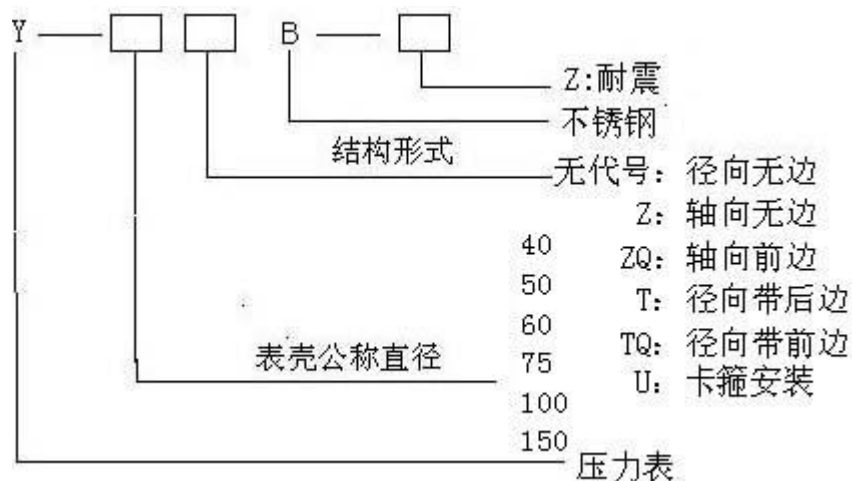 Y B
Z:耐震
不锈钢
结构形式
无代号: 径向无边
Z: 轴向无边
40
ZQ: 轴向前边
50
T: 径向带后边
60
TQ: 径向带前边
表壳公称直径
75
U: 卡箍安装
100
150
压力表